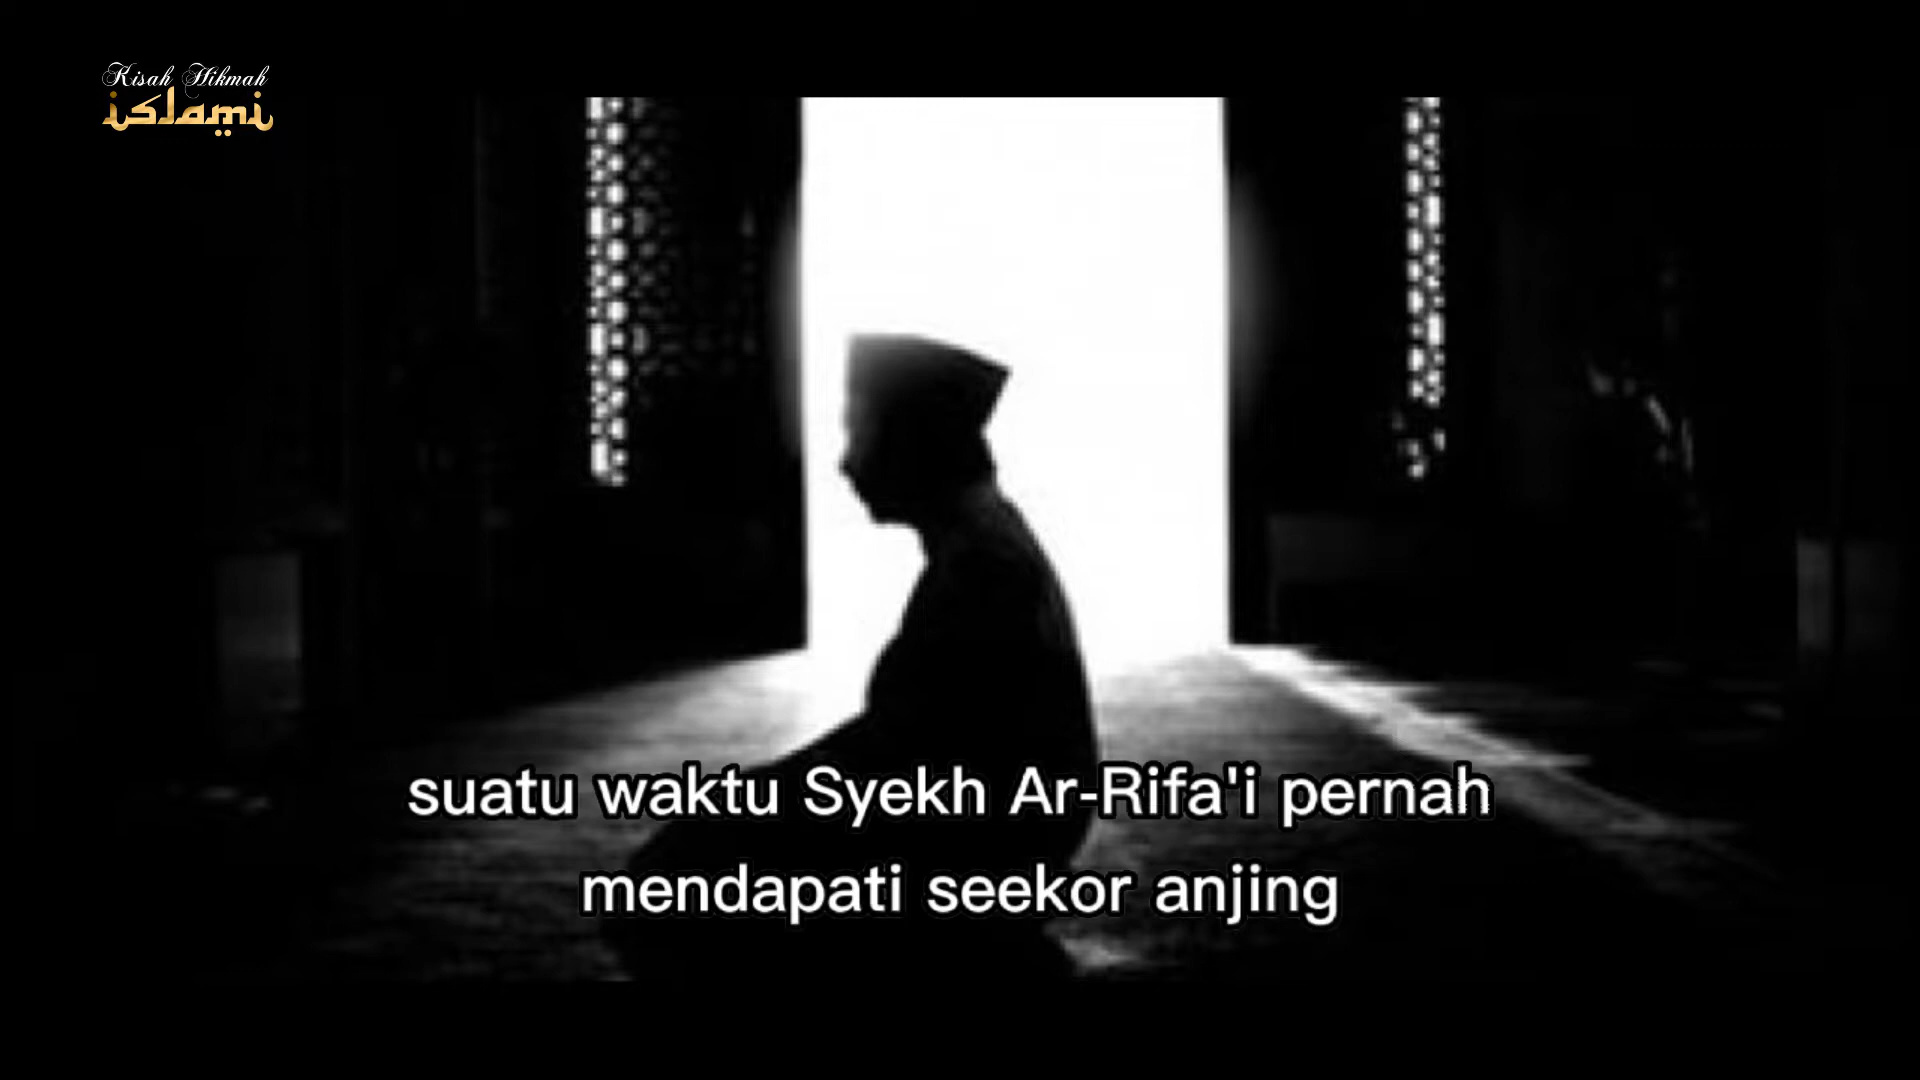 Kisah Hikmah
islami
suatu waktu Syekh Ar-Rifa'i pernah
mendapati seekor anjing